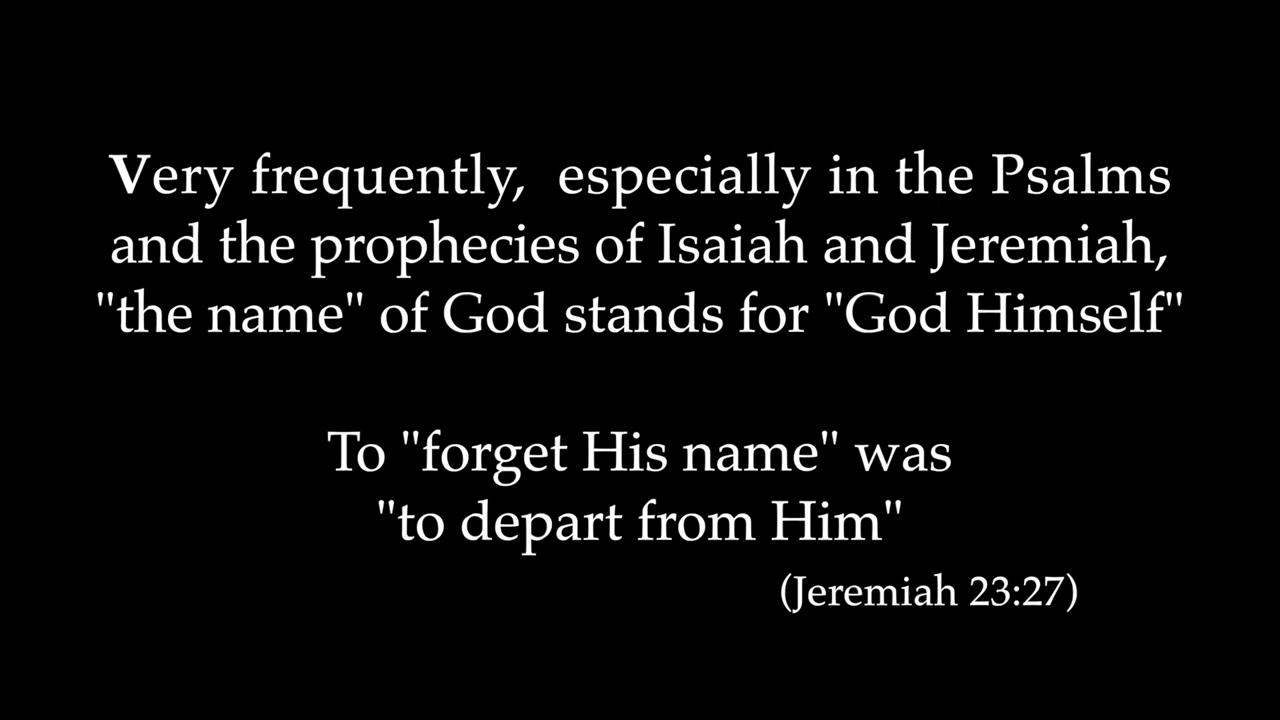 Very frequently,  especially in the Psalms
and the prophecies of Isaiah and Jeremiah,
"the name" of God stands for "God Himself"
To "forget His name" was
"to depart from Him"
(Jeremiah 23:27)